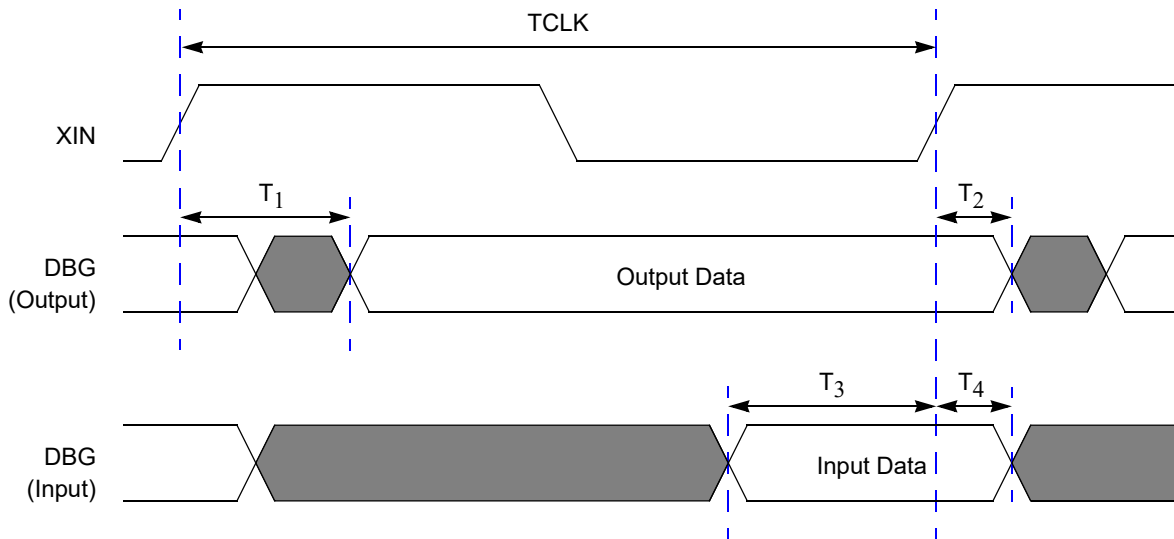 TCLK
XIN
T1
T2
DBG
(Output)
Output Data
T3
T4
DBG
(Input)
Input Data